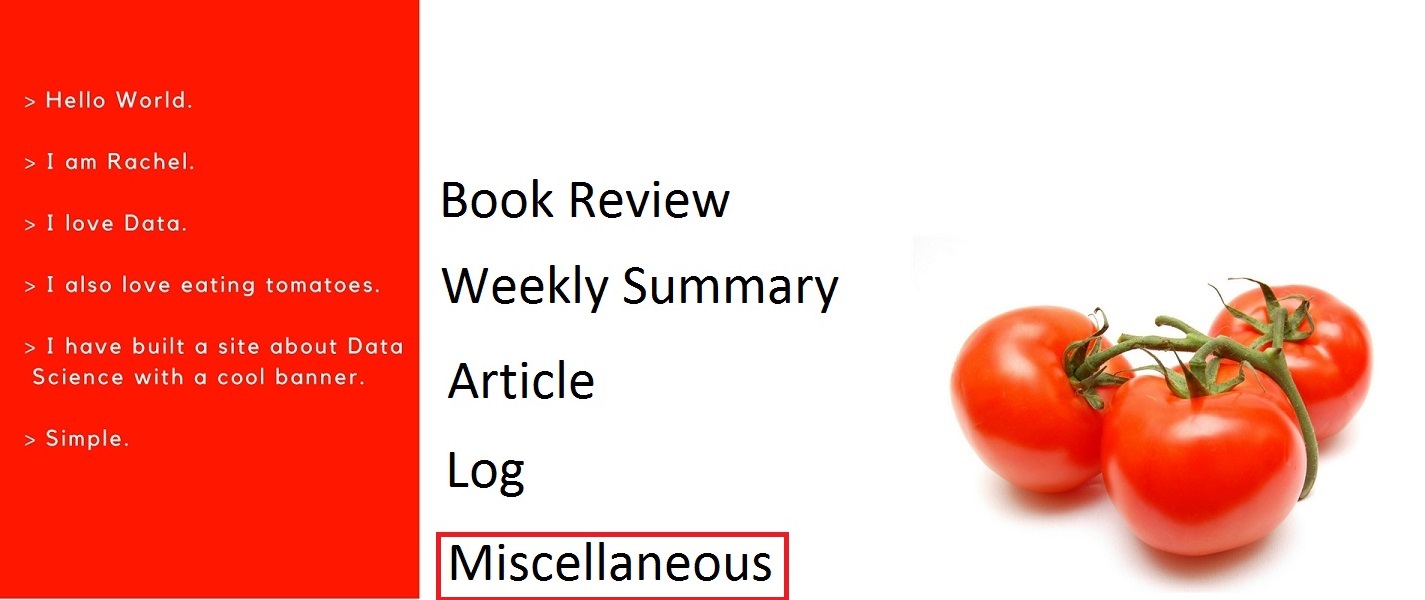 > Hello World.
> I am Rachel.
> I love Data.
> I also love eating tomatoes.
> I have built a site about Data
Science with a cool banner.
> Simple.
Book Review
Weekly Summary
Article
Log
Miscellaneous